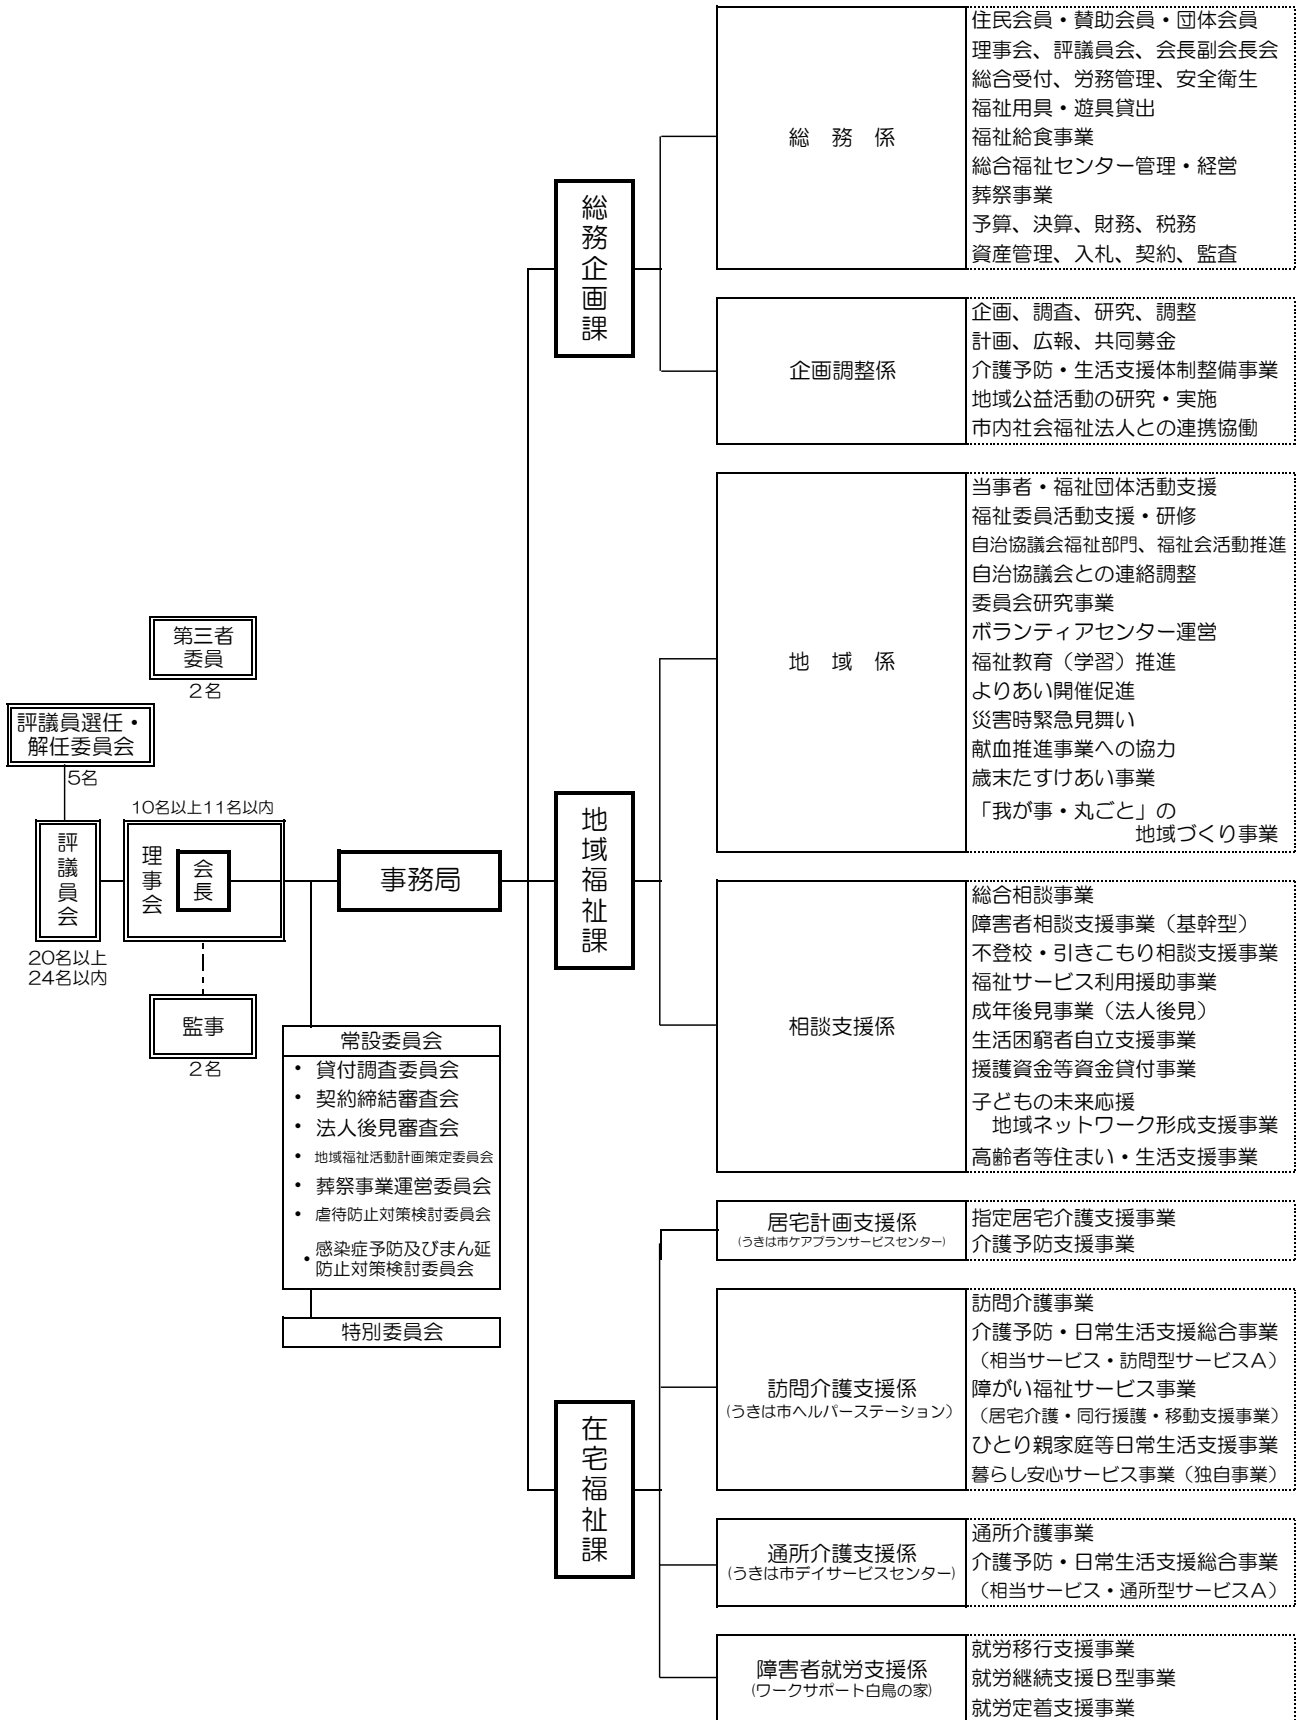 第三者
委員
2名
評議員選任・
解任委員会
5名
評議員会
20名以上
24名以内
10名以上11名以内
理事会
会長
監事
2名
事務局
常設委員会
・ 貸付調査委員会
・ 契約締結審査会
・ 法人後見審査会
・ 地域福祉活動計画策定委員会
・ 葬祭事業運営委員会
・ 虐待防止対策検討委員会
・ 感染症予防及びまん延
防止対策検討委員会
特別委員会
総務企画課
総 務 係
住民会員・賛助会員・団体会員
理事会、評議員会、会長副会長会
総合受付、労務管理、安全衛生
福祉用具・遊具貸出
福祉給食事業
総合福祉センター管理・経営
葬祭事業
予算、決算、財務、税務
資産管理、入札、契約、監査
企画調整係
企画、調査、研究、調整
計画、広報、共同募金
介護予防・生活支援体制整備事業
地域公益活動の研究・実施
市内社会福祉法人との連携協働
地域福祉課
地 域 係
当事者・福祉団体活動支援
福祉委員活動支援・研修
自治協議会福祉部門、福祉会活動推進
自治協議会との連絡調整
委員会研究事業
ボランティアセンター運営
福祉教育（学習）推進
よりあい開催促進
災害時緊急見舞い
献血推進事業への協力
歳末たすけあい事業
「我が事・丸ごと」の
地域づくり事業
相談支援係
総合相談事業
障害者相談支援事業（基幹型）
不登校・引きこもり相談支援事業
福祉サービス利用援助事業
成年後見事業（法人後見）
生活困窮者自立支援事業
援護資金等資金貸付事業
子どもの未来応援
地域ネットワーク形成支援事業
高齢者等住まい・生活支援事業
在宅福祉課
居宅計画支援係
(うきは市ケアプランサービスセンター)
指定居宅介護支援事業
介護予防支援事業
訪問介護支援係
(うきは市ヘルパーステーション)
訪問介護事業
介護予防・日常生活支援総合事業
（相当サービス・訪問型サービスA）
障がい福祉サービス事業
（居宅介護・同行援護・移動支援事業）
ひとり親家庭等日常生活支援事業
暮らし安心サービス事業（独自事業）
通所介護支援係
(うきは市デイサービスセンター)
通所介護事業
介護予防・日常生活支援総合事業
（相当サービス・通所型サービスA）
障害者就労支援係
(ワークサポート白鳥の家)
就労移行支援事業
就労継続支援B型事業
就労定着支援事業